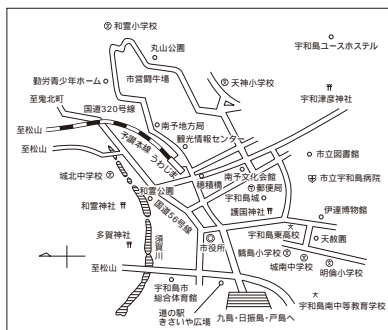 和霊小学校
丸山公園
宇和島ユースホステル
市営闘牛場
勤労青少年ホーム
天神小学校
至鬼北町
国道320号線
宇和津彦神社
南予地方局
観光情報センター
至松山
予讃本線
うわじま
至松山
市立図書館
南予文化会館
城北中学校
穂積橋
郵便局
市立宇和島病院
和霊公園
宇和島城
国道56号線
護国神社
和霊神社
伊達博物館
宇和島東高校
多賀神社
須賀川
天赦園
市役所
鶴島小学校
城南中学校
明倫小学校
至松山
宇和島市
総合体育館
宇和島南中等教育学校
道の駅
きさいや広場
九島・日振島・戸島へ